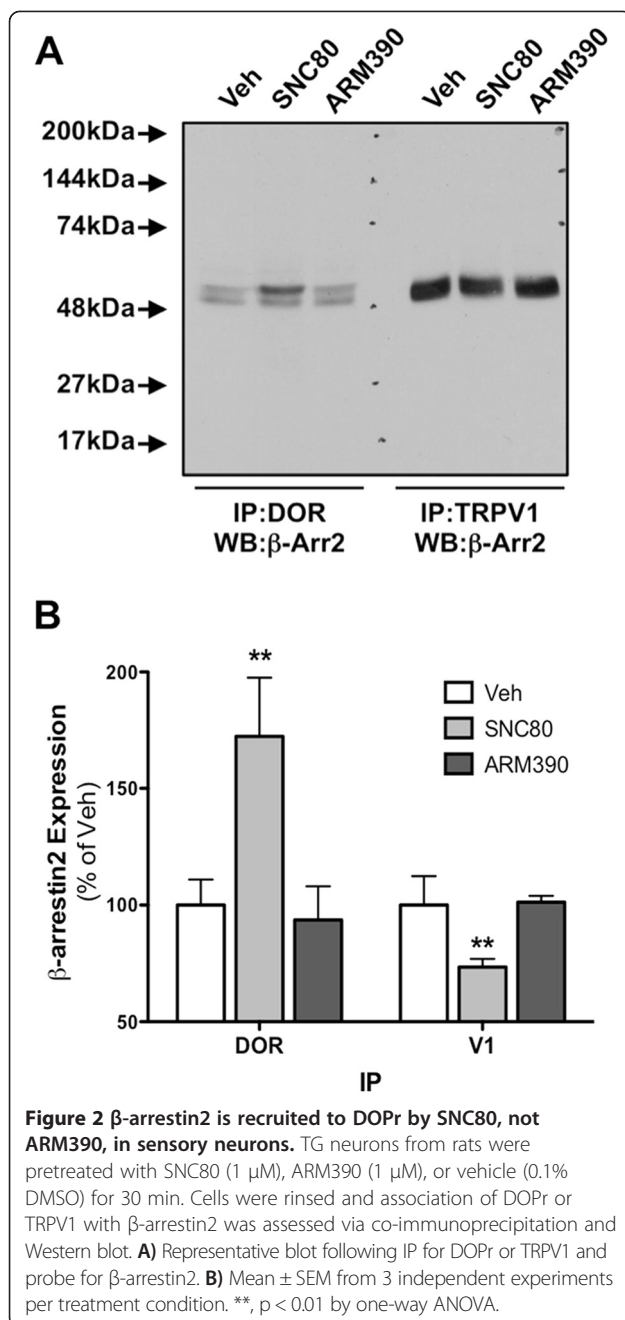 A
Veh SNC80 ARM390 Veh SNC80 ARM390
200kDa
144kDa
74kDa
48kDa
27kDa
17kDa
IP:DOR IP:TRPV1
WB:β-Arr2 WB:β-Arr2
B
β-arrestin2 Expression
(% of Veh)
200
150
100
50
**
**
Veh
SNC80
ARM390
DOR V1
IP
Figure 2 β-arrestin2 is recruited to DOPr by SNC80, not
ARM390, in sensory neurons. TG neurons from rats were
pretreated with SNC80 (1 μM), ARM390 (1 μM), or vehicle (0.1%
DMSO) for 30 min. Cells were rinsed and association of DOPr or
TRPV1 with β-arrestin2 was assessed via co-immunoprecipitation and
Western blot. A) Representative blot following IP for DOPr or TRPV1 and
probe for β-arrestin2. B) Mean ± SEM from 3 independent experiments
per treatment condition. **, p < 0.01 by one-way ANOVA.